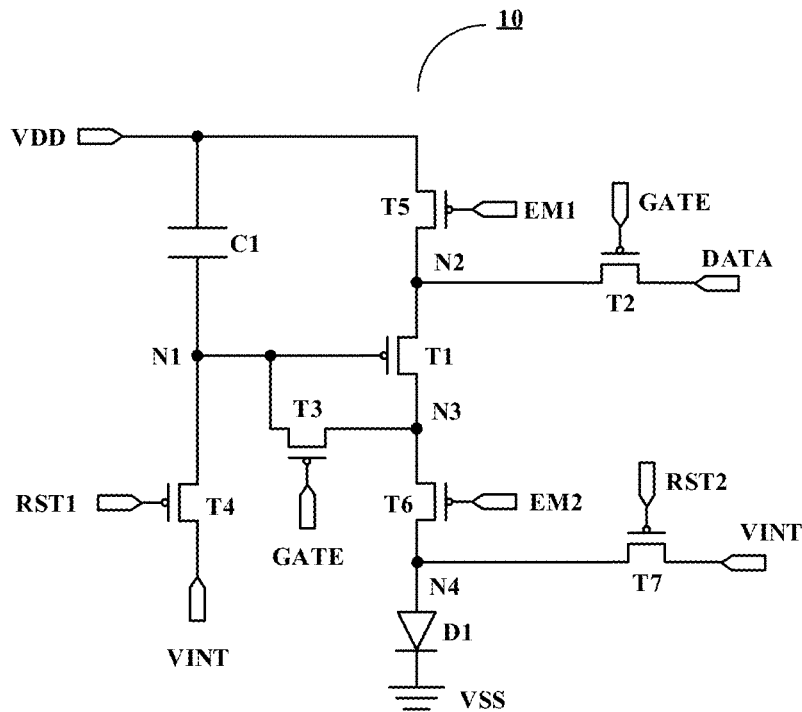 10
VDD
T5
EM1
GATE
C1
N2
DATA
T2
N1
T1
T3
N3
RST1
T4
T6
EM2
RST2
GATE
VINT
N4
T7
VINT
D1
VSS